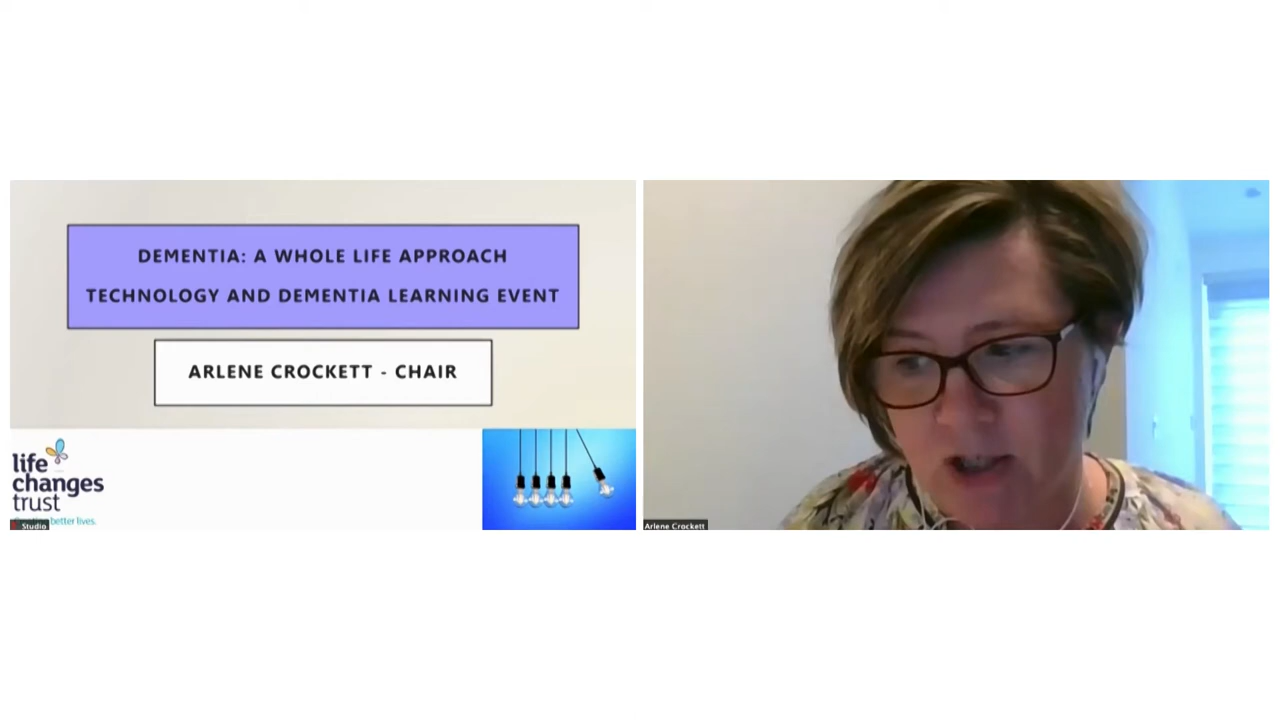 DEMENTIA: A WHOLE LIFE APPROACH
TECHNOLOGY AND DEMENTIA LEARNING EVENT
ARLENE CROCKETT - CHAIR
life
changes
trust
better lives.
Studio
Arlene Crockett